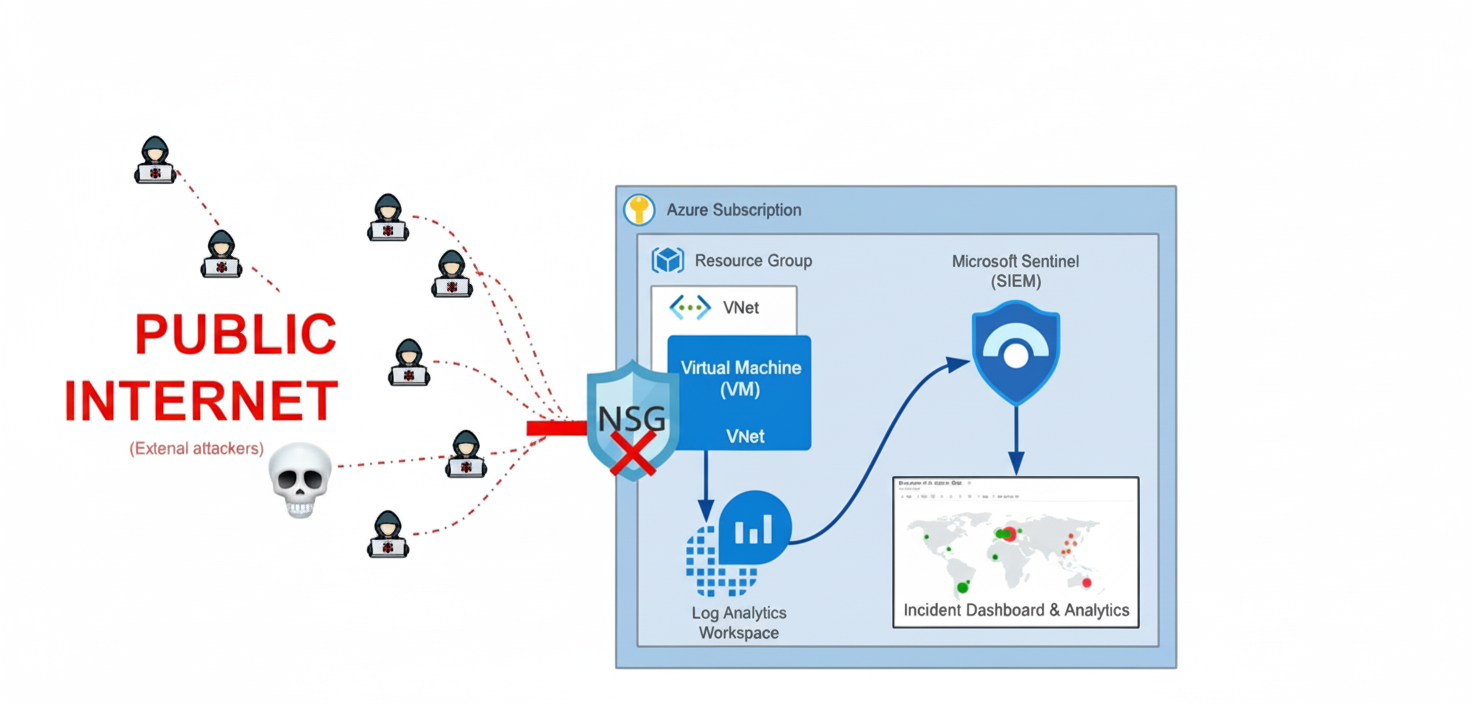 Azure Subscription
Resource Group
Microsoft Sentinel
(SIEM)
VNet
PUBLIC
INTERNET
(Extenal attackers)
NSG
Virtual Machine
(VM)
VNet
Log Analytics
Workspace
Incident Dashboard & Analytics